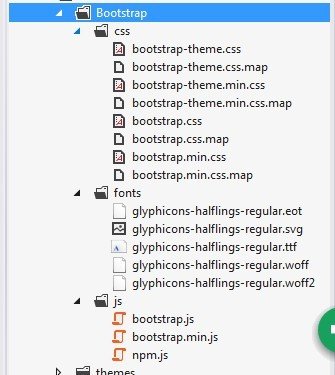 Bootstrap
css
bootstrap-theme.css
bootstrap-theme.css.map
bootstrap-theme.min.css
bootstrap-theme.min.css.map
bootstrap.css
bootstrap.css.map
bootstrap.min.css
bootstrap.min.css.map
fonts
glyphicons-halflings-regular.eot
glyphicons-halflings-regular.svg
glyphicons-halflings-regular.ttf
glyphicons-halflings-regular.woff
glyphicons-halflings-regular.woff2
js
bootstrap.js
bootstrap.min.js
npm.js
themes